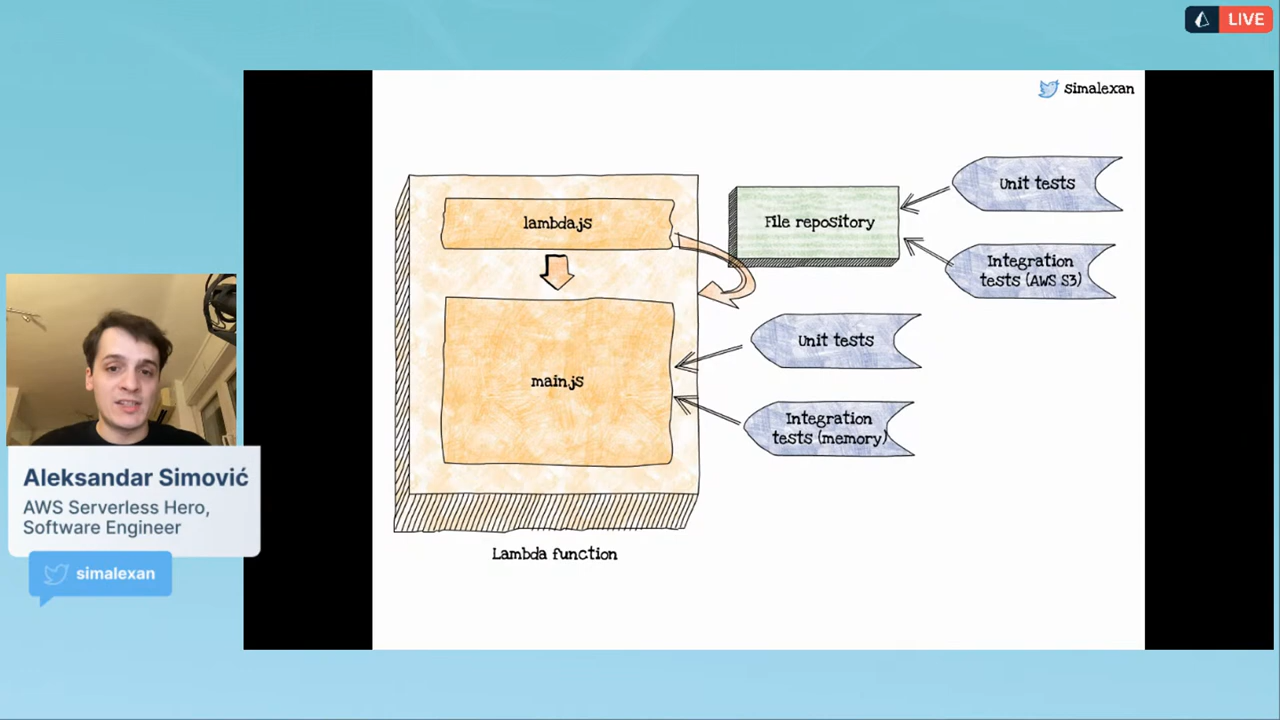 LIVE
simalexan
Unit tests
lambda.js
File repository
Integration
tests (AWS S3)
Unit tests
main.js
Integration
tests (memory)
Aleksandar Simović
AWS Serverless Hero,
Software Engineer
Lambda function
simalexan